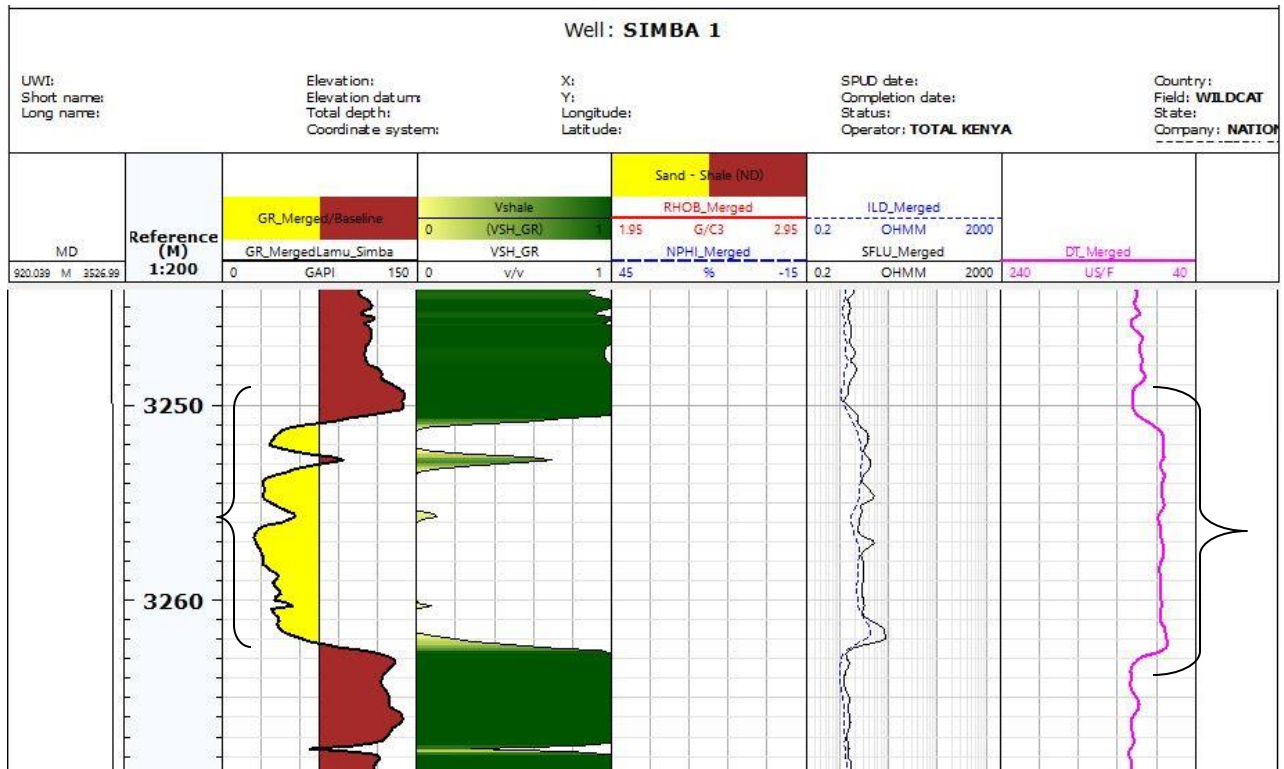 Well: SIMBA 1
UWI:
Short name:
Long name:
Elevation:
Elevation datum:
Total depth:
Coordinate system:
X:
Y:
Longitude:
Latitude:
SPUD date:
Completion date:
Status:
Operator: TOTAL KENYA
Country:
Field: WILDCAT
State:
Company: NATION
MD
920.039 M 3526.99
Reference
(M)
1:200
GR_Merged/Baseline
GR_MergedLamu_Simba
0 GAPI 150
Vshale
0 (VSH_GR) 1
VSH_GR
0 v/v 1
Sand - Shale (ND)
RHOB_Merged
1.95 G/C3 2.95
NPHI_Merged
45 % -15
ILD_Merged
0.2 OHMM 2000
SFLU_Merged
0.2 OHMM 2000
DT_Merged
240 US/F 40
3250
3260